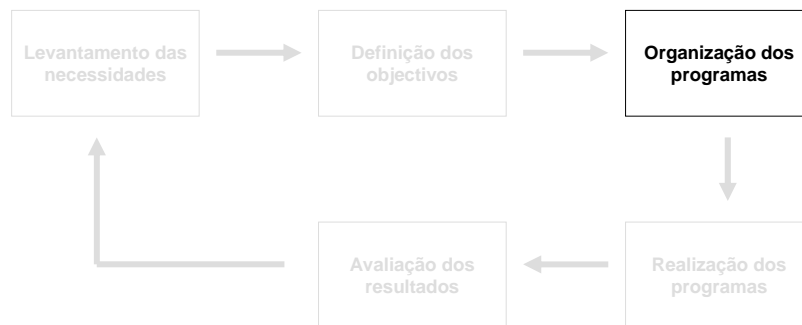 Levantamento das
necessidades
Definição dos
objectivos
Organização dos
programas
Avaliação dos
resultados
Realização dos
programas